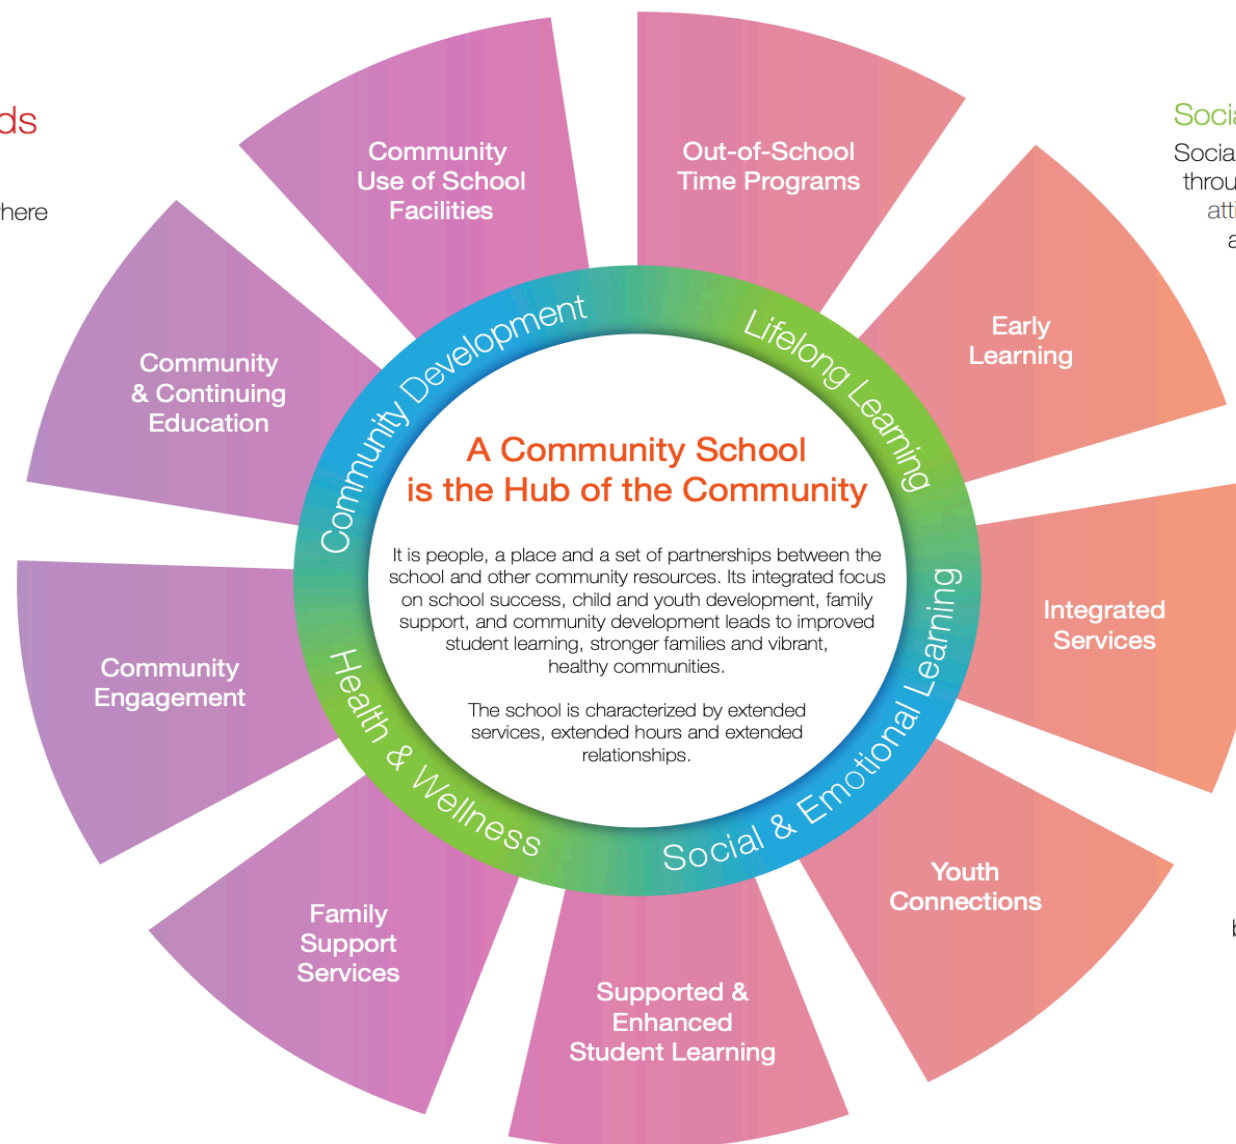 ds
here
Community
Use of School
Facilities
Out-of-School
Time Programs
Early
Learning
Integrated
Services
Youth
Connections
Supported &
Enhanced
Student Learning
Family
Support
Services
Community
Engagement
Community
& Continuing
Education
Community Development
Lifelong Learning
Social & Emotional Learning
Health & Wellness
A Community School
is the Hub of the Community
It is people, a place and a set of partnerships between the
school and other community resources. Its integrated focus
on school success, child and youth development, family
support, and community development leads to improved
student learning, stronger families and vibrant,
healthy communities.
The school is characterized by extended
services, extended hours and extended
relationships.
Socia
Socia
throu
atti
a
b